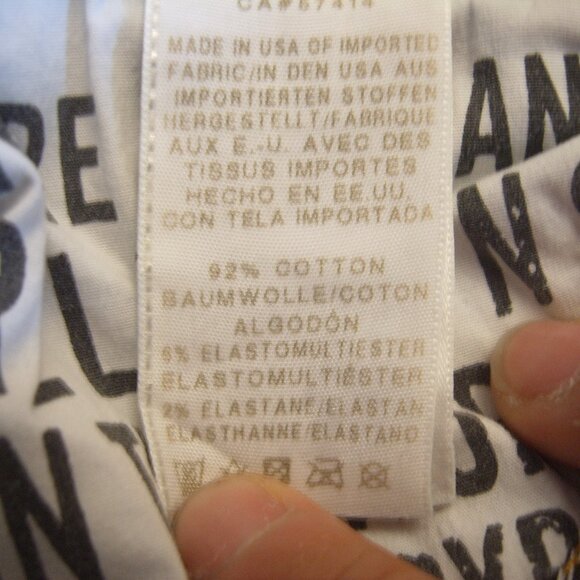 CA#57414
MADE IN USA OF IMPORTED
FABRIC/IN DEN USA AUS
IMPORTIERTEN STOFFEN
HERGESTELLT/FABRIQUE
AUX E.-U. AVEC DES
TISSUS IMPORTES
HECHO EN EE.UU.
CON TELA IMPORTADA
92% COTTON
BAUMWOLLE/COTON
ALGODÓN
6% ELASTOMULTIESTER
ELASTOMULTIÉSTER
2% ELASTANE/ELASTAN
ELASTHANNE/ELASTANO